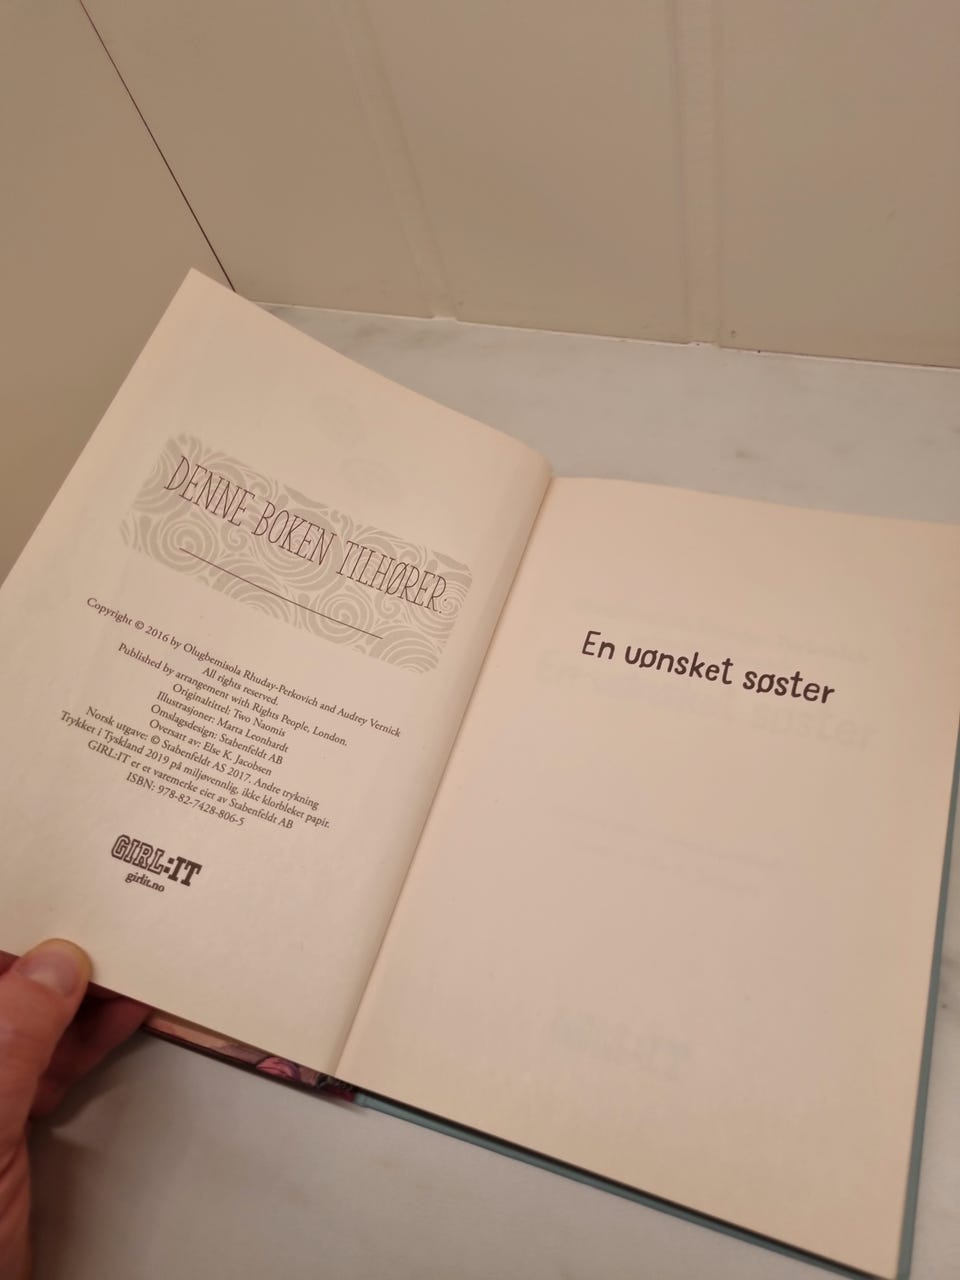 DENNE BOKEN TILHØRER:
Copyright © 2016 by Olugbemisola Rhuday-Perkovich and Audrey Vernick
All rights reserved.
Published by arrangement with Rights People, London.
Originaltittel: Two Naomis
Illustrasjoner: Marta Leonhardt
Omslagsdesign: Stabenfeldt AB
Oversatt av: Else K. Jacobsen
Norsk utgave: © Stabenfeldt AS 2017. Andre trykning
Trykket i Tyskland 2019 på miljøvennlig, ikke klorbleket papir.
GIRL:IT er et varemerke eiet av Stabenfeldt AB
ISBN: 978-82-7428-806-5
GIRL:IT
girlit.no
En uønsket søster